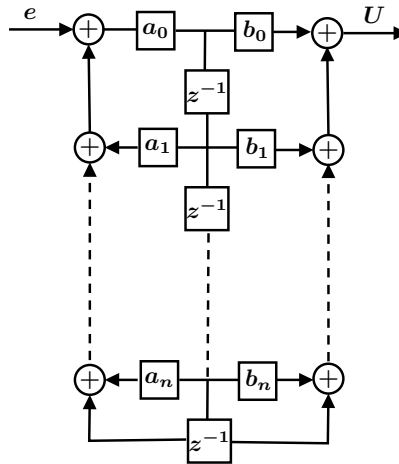 e U
+ a₀ b₀ +
z⁻¹
+ a₁ b₁ +
z⁻¹
+ aₙ bₙ +
z⁻¹